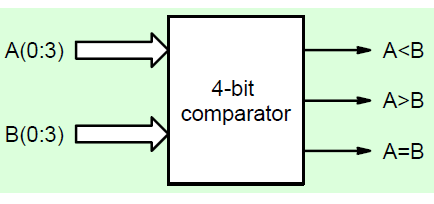 A(0:3)
B(0:3)
4-bit
comparator
A<B
A>B
A=B